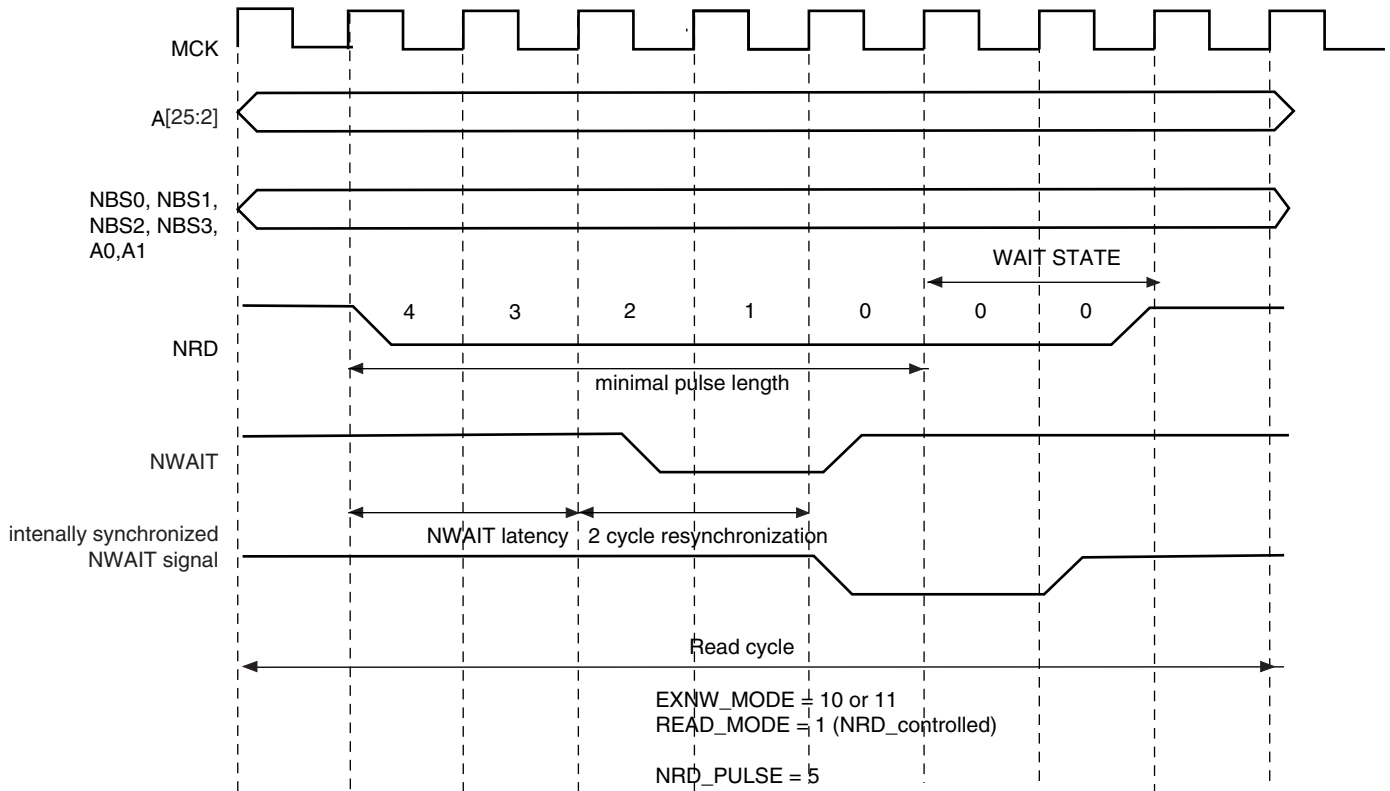 MCK
A[25:2]
NBS0, NBS1,
NBS2, NBS3,
A0,A1
WAIT STATE
4 3 2 1 0 0 0
NRD
minimal pulse length
NWAIT
NWAIT latency 2 cycle resynchronization
intenally synchronized
NWAIT signal
Read cycle
EXNW_MODE = 10 or 11
READ_MODE = 1 (NRD_controlled)
NRD_PULSE = 5